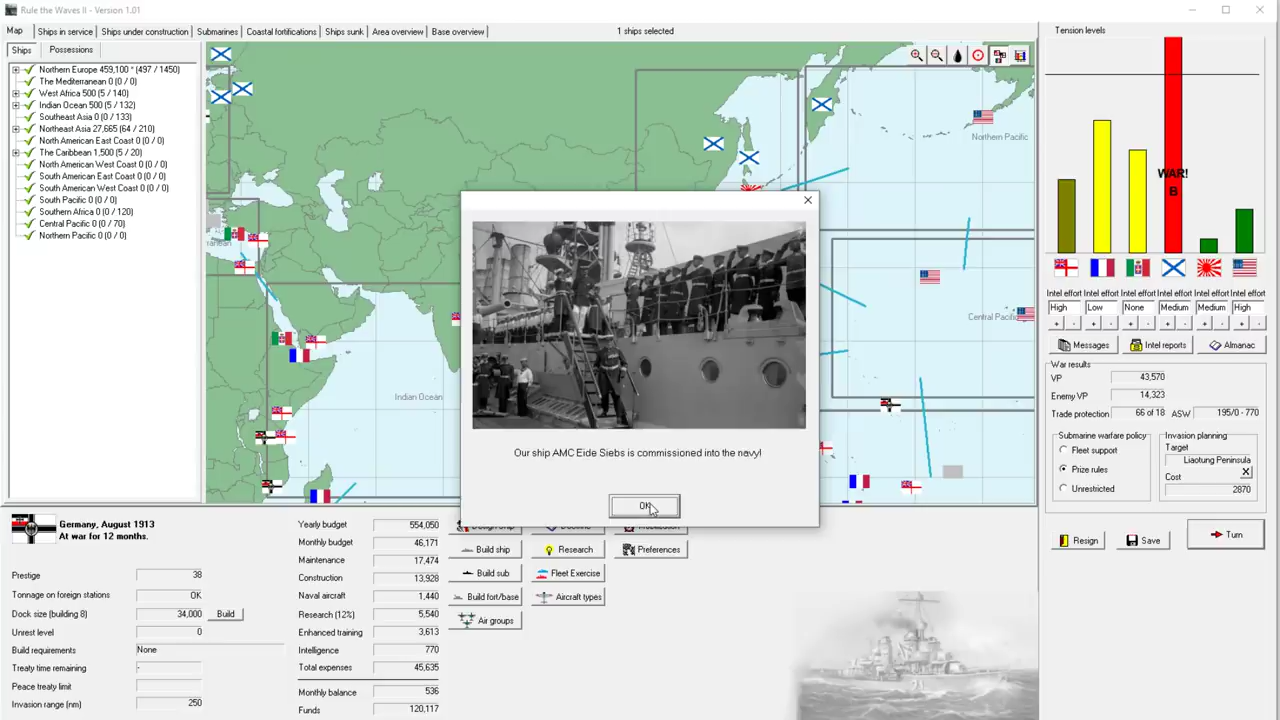 Rule the Waves II - Version 1.01
Map
Ships in service
Ships under construction
Submarines
Coastal fortifications
Ships sunk
Area overview
Base overview
1 ships selected
Ships
Possessions
Northern Europe 459,100 * (497 / 1450)
The Mediterranean 0 (0 / 0)
West Africa 500 (5 / 140)
Indian Ocean 500 (5 / 132)
Southeast Asia 0 (0 / 133)
Northeast Asia 27,665 (64 / 210)
North American East Coast 0 (0 / 0)
The Caribbean 1,500 (5 / 20)
North American West Coast 0 (0 / 0)
South American East Coast 0 (0 / 0)
South American West Coast 0 (0 / 0)
South Pacific 0 (0 / 0)
Southern Africa 0 (0 / 120)
Central Pacific 0 (0 / 70)
Northern Pacific 0 (0 / 0)
Northern Pacific
Central Pacific
Indian Ocean
Our ship AMC Eide Siebs is commissioned into the navy!
OK
Tension levels
WAR!
B
Intel effort Intel effort Intel effort Intel effort Intel effort Intel effort
High Low None Medium Medium High
+ - + - + - + - + - + -
Messages
Intel reports
Almanac
War results
VP 43,570
Enemy VP 14,323
Trade protection 66 of 18 ASW 195/0 - 770
Submarine warfare policy
Fleet support
Prize rules
Unrestricted
Invasion planning
Target
Liaotung Peninsula
Cost X
2870
Resign
Save
Turn
Germany, August 1913
At war for 12 months.
Prestige 38
Tonnage on foreign stations OK
Dock size (building 8) 34,000 Build
Unrest level 0
Build requirements None
Treaty time remaining -
Peace treaty limit
Invasion range (nm) 250
Yearly budget 554,050
Monthly budget 46,171
Maintenance 17,474
Construction 13,928
Naval aircraft 1,440
Research (12%) 5,540
Enhanced training 3,613
Intelligence 770
Total expenses 45,635
Monthly balance 536
Funds 120,117
Design ship
Doctrine
Build ship
Research
Preferences
Build sub
Fleet Exercise
Build fort/base
Aircraft types
Air groups